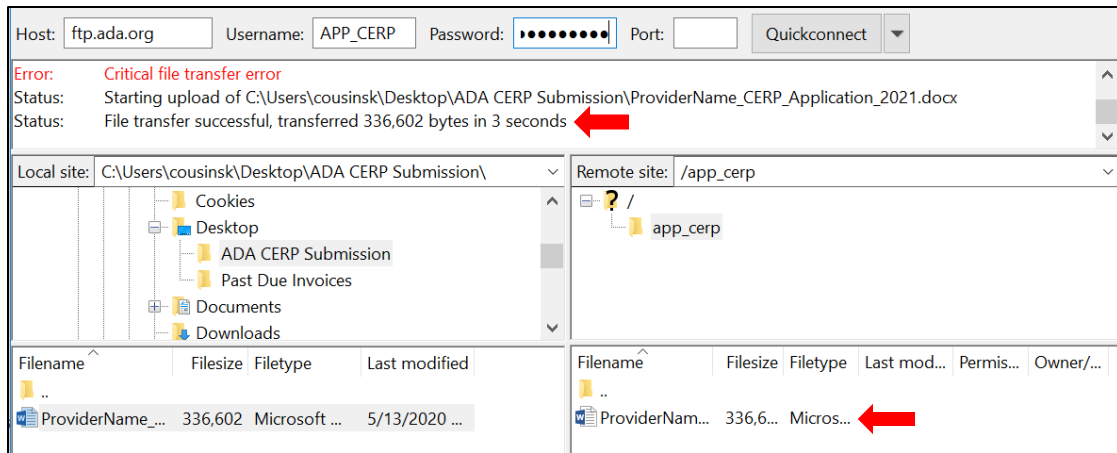 Host: ftp.ada.org Username: APP_CERP Password: Port: Quickconnect
Error: Critical file transfer error
Status: Starting upload of C:\Users\cousinsk\Desktop\ADA CERP Submission\ProviderName_CERP_Application_2021.docx
Status: File transfer successful, transferred 336,602 bytes in 3 seconds
Local site: C:\Users\cousinsk\Desktop\ADA CERP Submission\
Cookies
Desktop
ADA CERP Submission
Past Due Invoices
Documents
Downloads
Remote site: /app_cerp
? /
app_cerp
Filename Filesize Filetype Last modified
..
ProviderName_... 336,602 Microsoft ... 5/13/2020 ...
Filename Filesize Filetype Last mod... Permis... Owner/...
..
ProviderNam... 336,6... Micros...